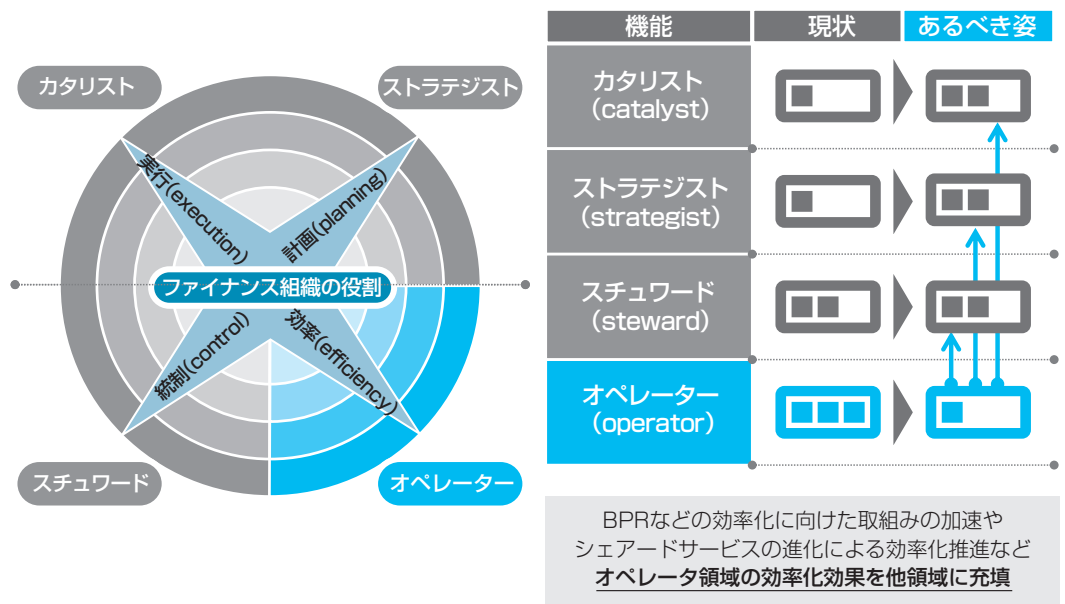 カタリスト
ストラテジスト
実行(execution)
計画(planning)
ファイナンス組織の役割
統制(control)
効率(efficiency)
スチュワード
オペレーター
機能
現状
あるべき姿
カタリスト
(catalyst)
ストラテジスト
(strategist)
スチュワード
(steward)
オペレーター
(operator)
BPRなどの効率化に向けた取組みの加速や
シェアードサービスの進化による効率化推進など
オペレータ領域の効率化効果を他領域に充填